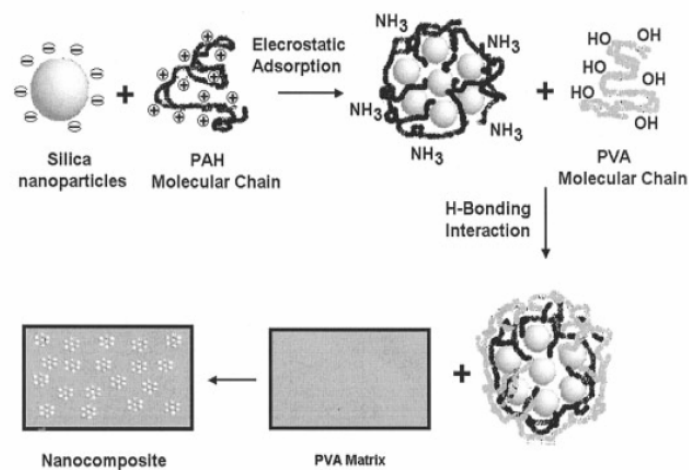 Elecrostatic
Adsorption
Silica
nanoparticles
PAH
Molecular Chain
NH3
NH3
NH3
NH3
NH3
NH3
HO
OH
HO
OH
HO
OH
PVA
Molecular Chain
H-Bonding
Interaction
Nanocomposite
PVA Matrix